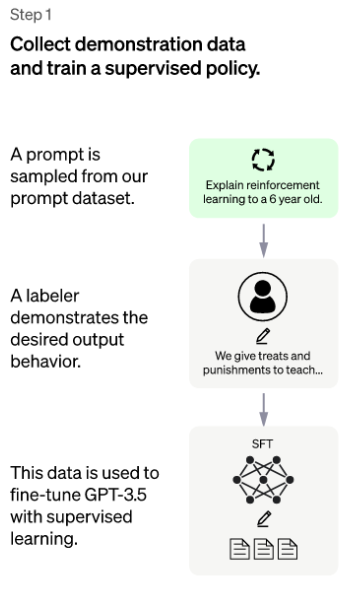 Step 1
Collect demonstration data
and train a supervised policy.
A prompt is
sampled from our
prompt dataset.
Explain reinforcement
learning to a 6 year old.
A labeler
demonstrates the
desired output
behavior.
We give treats and
punishments to teach...
This data is used to
fine-tune GPT-3.5
with supervised
learning.
SFT